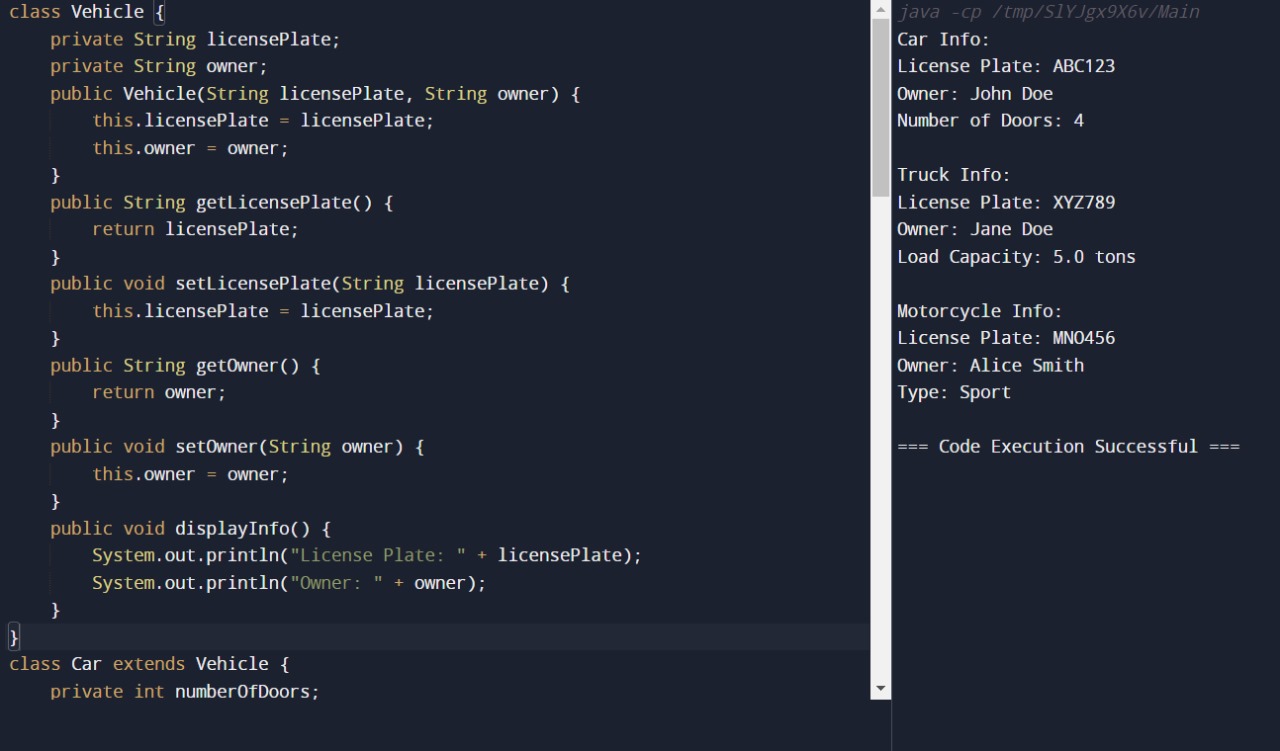 class Vehicle {
    private String licensePlate;
    private String owner;
    public Vehicle(String licensePlate, String owner) {
        this.licensePlate = licensePlate;
        this.owner = owner;
    }
    public String getLicensePlate() {
        return licensePlate;
    }
    public void setLicensePlate(String licensePlate) {
        this.licensePlate = licensePlate;
    }
    public String getOwner() {
        return owner;
    }
    public void setOwner(String owner) {
        this.owner = owner;
    }
    public void displayInfo() {
        System.out.println("License Plate: " + licensePlate);
        System.out.println("Owner: " + owner);
    }
}
class Car extends Vehicle {
    private int numberOfDoors;
java -cp /tmp/SlYJgx9X6v/Main
Car Info:
License Plate: ABC123
Owner: John Doe
Number of Doors: 4
Truck Info:
License Plate: XYZ789
Owner: Jane Doe
Load Capacity: 5.0 tons
Motorcycle Info:
License Plate: MNO456
Owner: Alice Smith
Type: Sport
=== Code Execution Successful ===